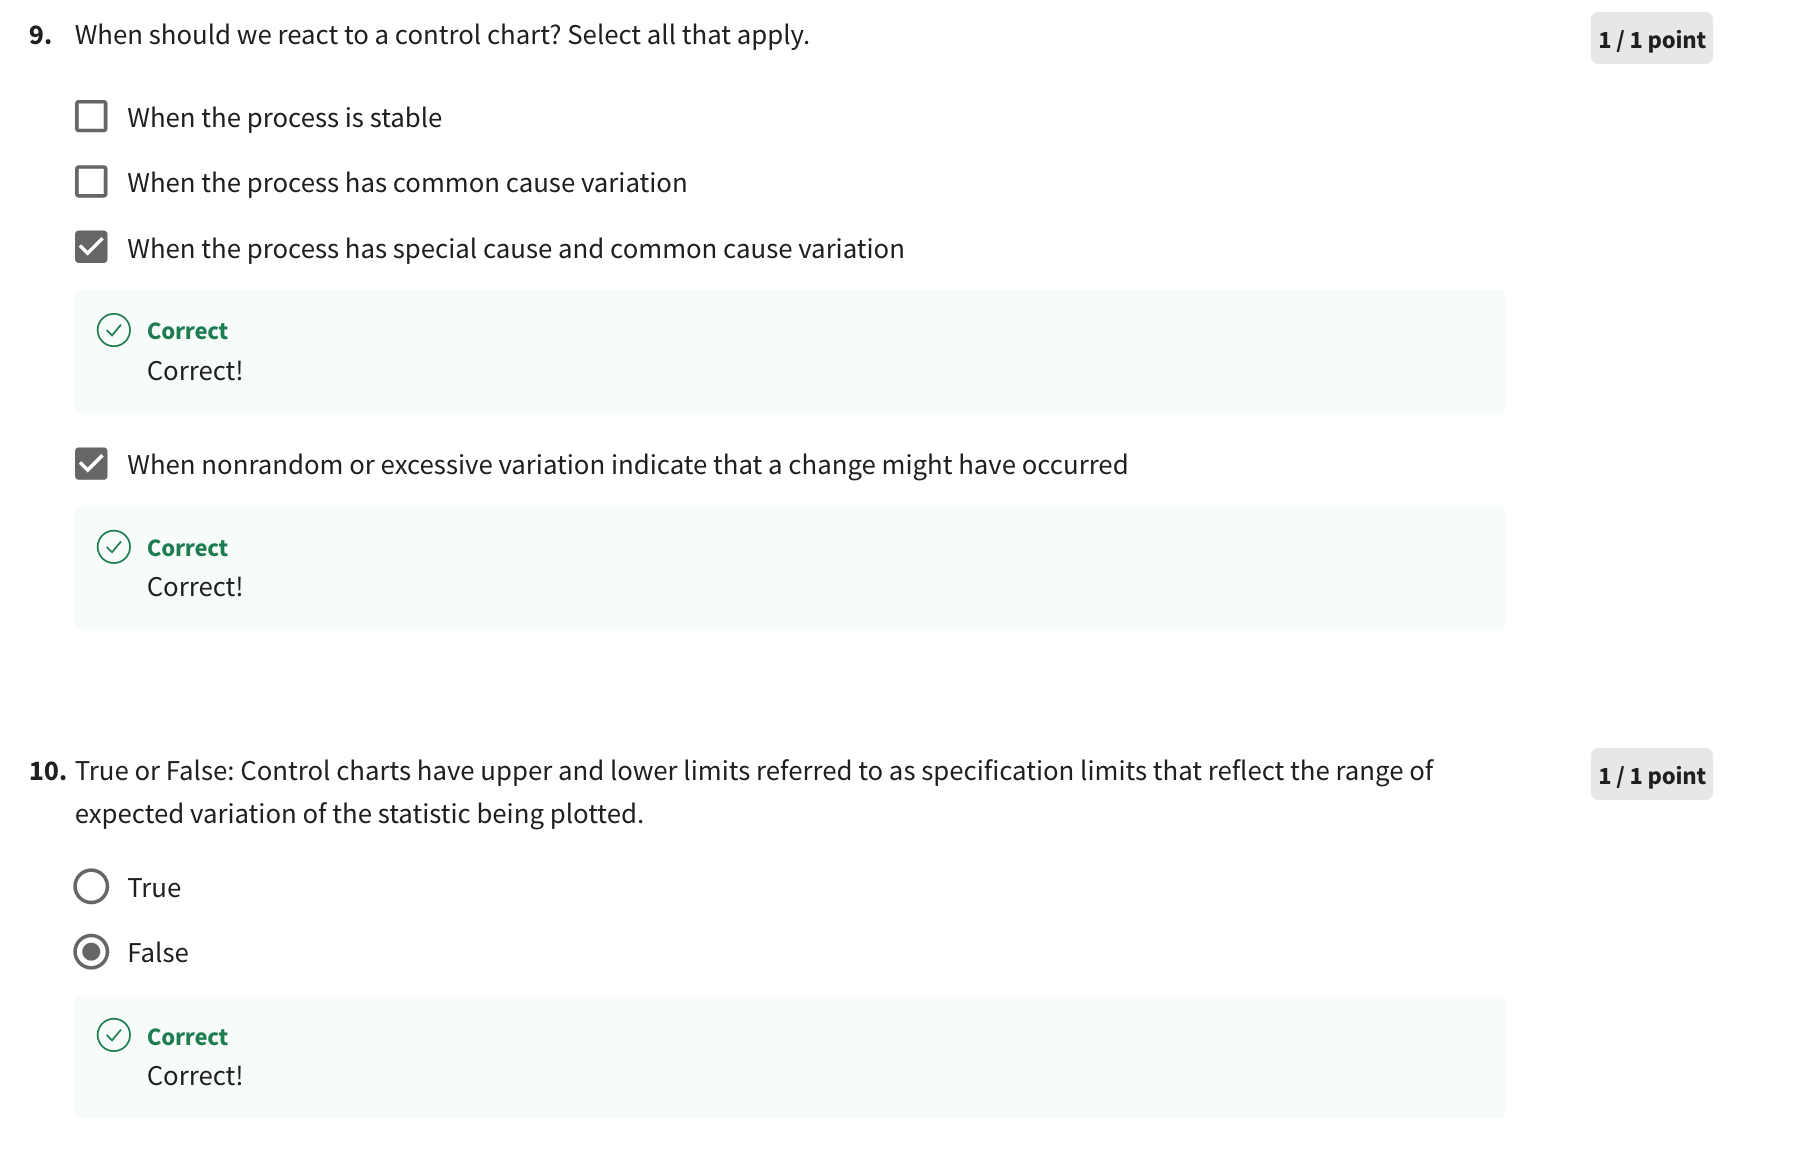 9. When should we react to a control chart? Select all that apply.
1 / 1 point
When the process is stable
When the process has common cause variation
When the process has special cause and common cause variation
Correct
Correct!
When nonrandom or excessive variation indicate that a change might have occurred
Correct
Correct!
10. True or False: Control charts have upper and lower limits referred to as specification limits that reflect the range of
1 / 1 point
expected variation of the statistic being plotted.
True
False
Correct
Correct!